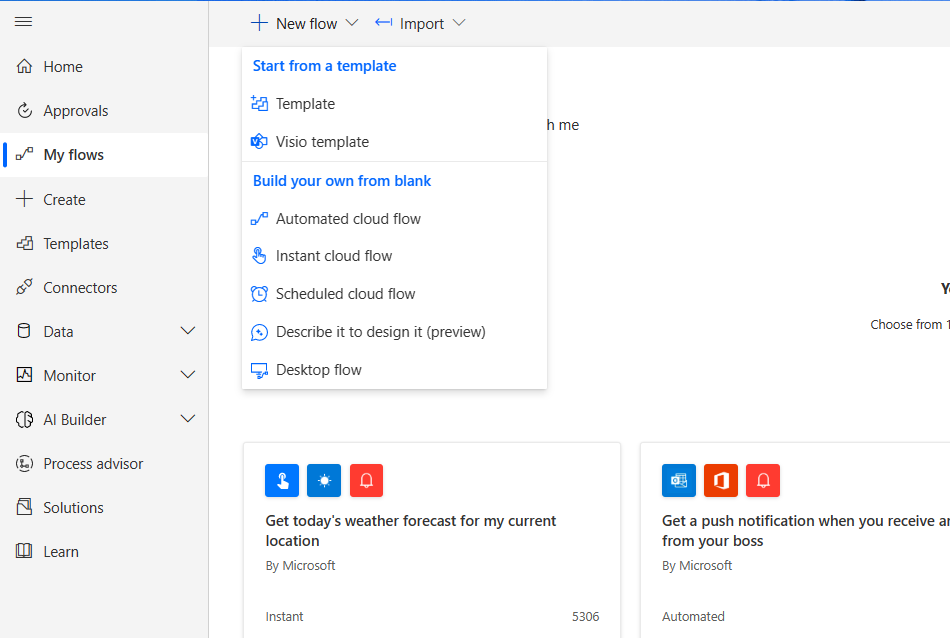 New flow
Import
Home
Approvals
My flows
Create
Templates
Connectors
Data
Monitor
AI Builder
Process advisor
Solutions
Learn
Start from a template
Template
Visio template
Build your own from blank
Automated cloud flow
Instant cloud flow
Scheduled cloud flow
Describe it to design it (preview)
Desktop flow
h me
Choose from 1
Get today's weather forecast for my current
location
By Microsoft
Instant
5306
Get a push notification when you receive an
from your boss
By Microsoft
Automated